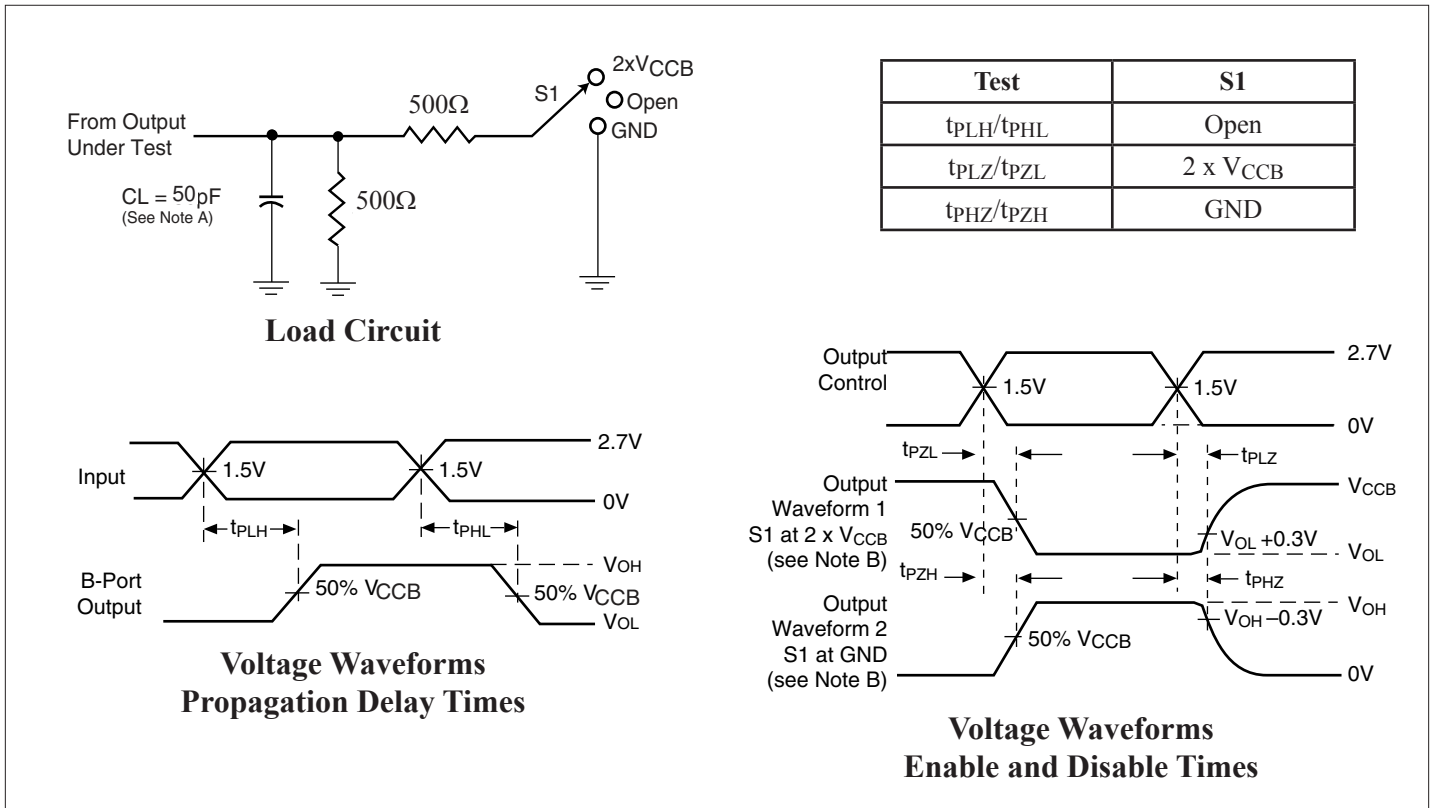 2xVCCB
S1
Open
GND
500Ω
From Output
Under Test
CL = 50pF
(See Note A)
500Ω
Load Circuit
Test S1
tPLH/tPHL Open
tPLZ/tPZL 2 x VCCB
tPHZ/tPZH GND
Input
1.5V
1.5V
2.7V
0V
tPLH
tPHL
B-Port
Output
50% VCCB
50% VCCB
VOH
VOL
Voltage Waveforms
Propagation Delay Times
Output
Control
1.5V
1.5V
2.7V
0V
tPZL
tPLZ
Output
Waveform 1
S1 at 2 x VCCB
(see Note B)
50% VCCB
VCCB
VOL +0.3V
VOL
tPZH
tPHZ
Output
Waveform 2
S1 at GND
(see Note B)
50% VCCB
VOH
VOH –0.3V
0V
Voltage Waveforms
Enable and Disable Times